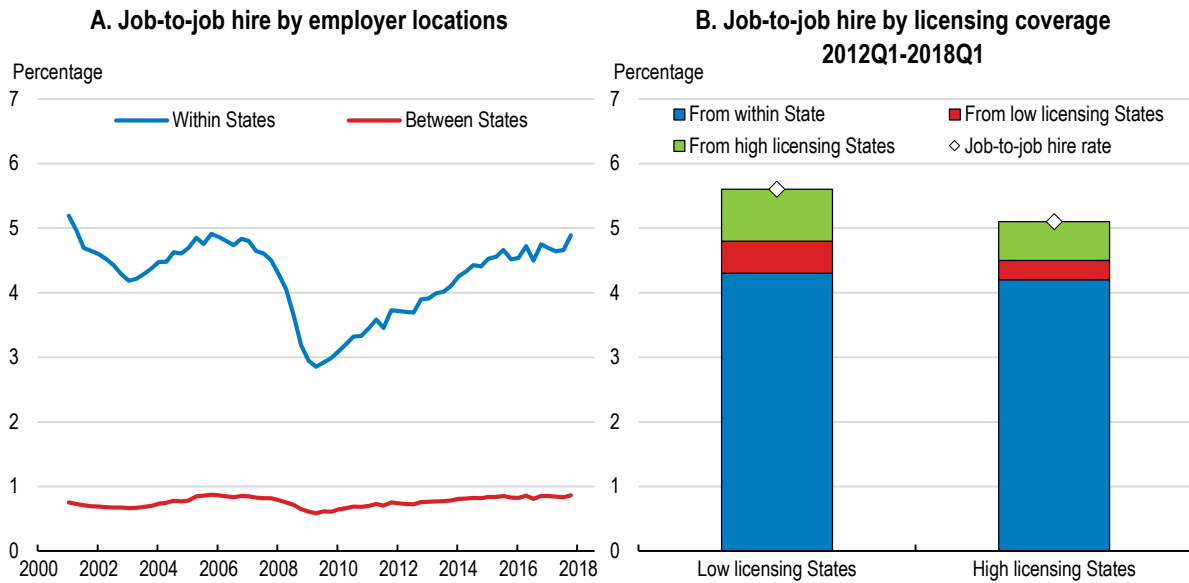 A. Job-to-job hire by employer locations
Percentage
7
6
5
4
3
2
1
0
Within States
Between States
2000 2002 2004 2006 2008 2010 2012 2014 2016 2018
B. Job-to-job hire by licensing coverage
2012Q1-2018Q1
Percentage
7
6
5
4
3
2
1
0
From within State
From low licensing States
From high licensing States
Job-to-job hire rate
Low licensing States
High licensing States